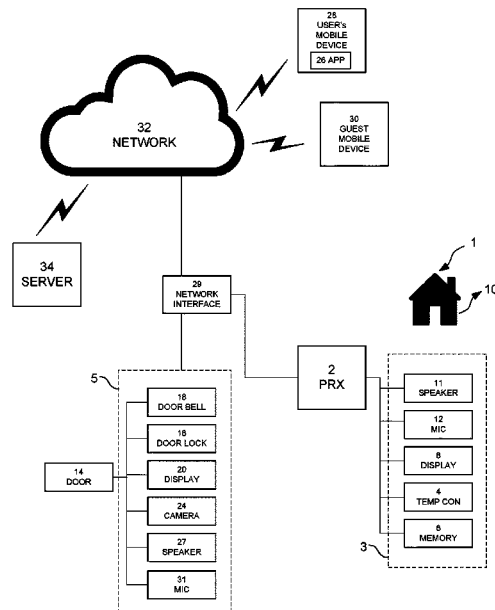 28
USER's
MOBILE
DEVICE
26 APP
32
NETWORK
30
GUEST
MOBILE
DEVICE
34
SERVER
29
NETWORK
INTERFACE
1
10
5
2
PRX
18
DOOR BELL
16
DOOR LOCK
14
DOOR
20
DISPLAY
24
CAMERA
27
SPEAKER
31
MIC
11
SPEAKER
12
MIC
8
DISPLAY
4
TEMP CON
6
MEMORY
3